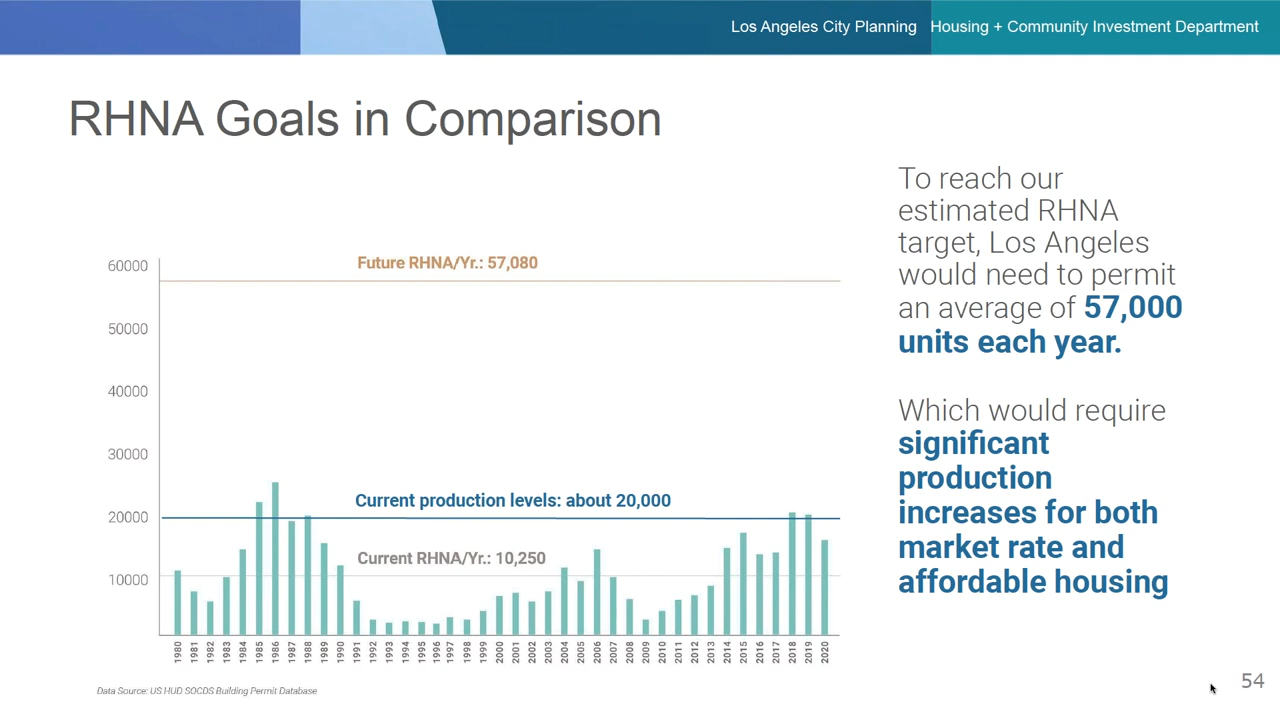 Los Angeles City Planning Housing + Community Investment Department
RHNA Goals in Comparison
To reach our
estimated RHNA
target, Los Angeles
would need to permit
an average of 57,000
units each year.
Which would require
significant
production
increases for both
market rate and
affordable housing
60000
50000
40000
30000
20000
10000
Future RHNA/Yr.: 57,080
Current production levels: about 20,000
Current RHNA/Yr.: 10,250
1980 1981 1982 1983 1984 1985 1986 1987 1988 1989 1990 1991 1992 1993 1994 1995 1996 1997 1998 1999 2000 2001 2002 2003 2004 2005 2006 2007 2008 2009 2010 2011 2012 2013 2014 2015 2016 2017 2018 2019 2020
Data Source: US HUD SOCDS Building Permit Database
54